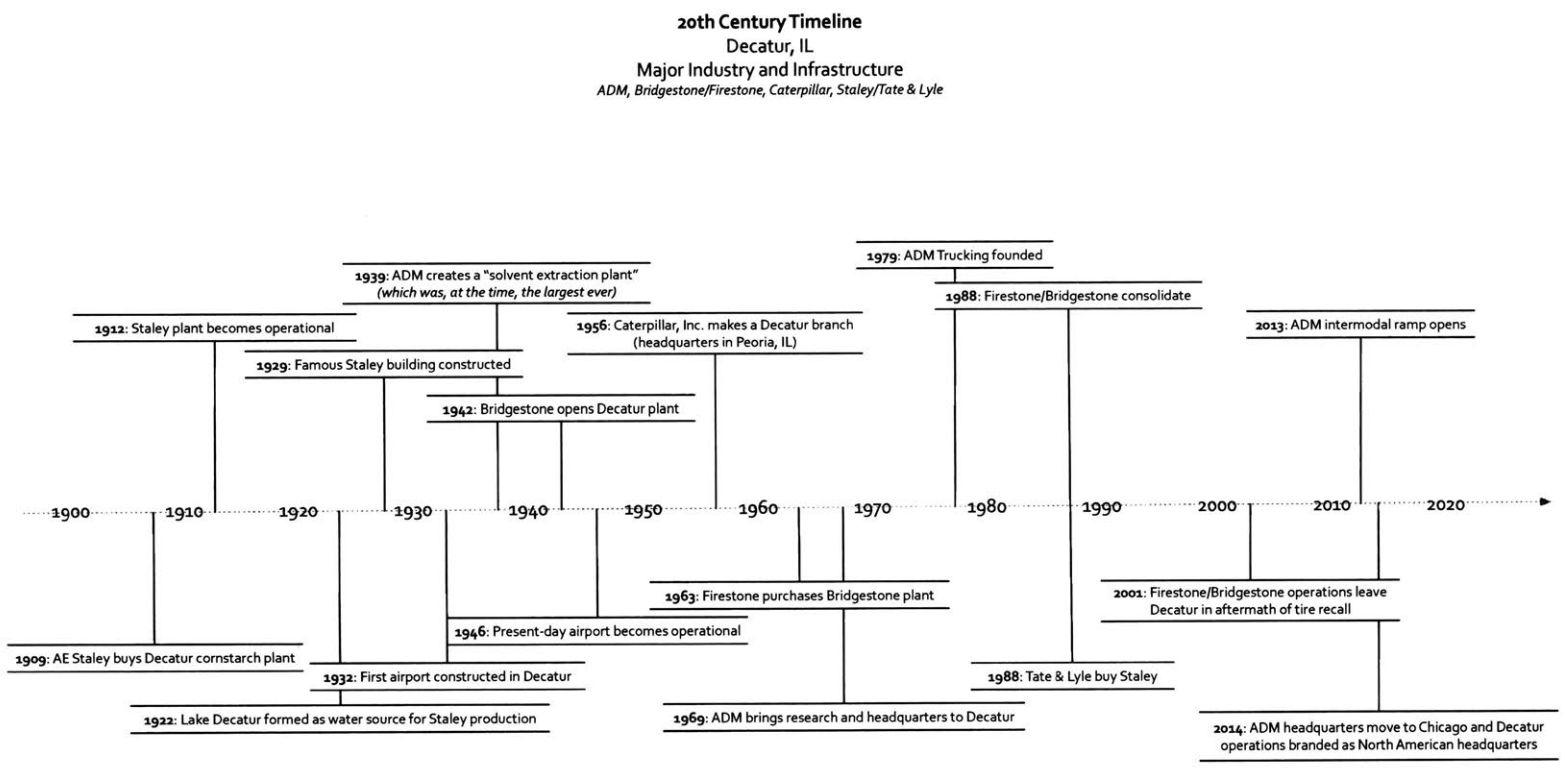 20th Century Timeline
Decatur, IL
Major Industry and Infrastructure
ADM, Bridgestone/Firestone, Caterpillar, Staley/Tate & Lyle
1979: ADM Trucking founded
1939: ADM creates a “solvent extraction plant”
(which was, at the time, the largest ever)
1988: Firestone/Bridgestone consolidate
1912: Staley plant becomes operational
1956: Caterpillar, Inc. makes a Decatur branch
(headquarters in Peoria, IL)
2013: ADM intermodal ramp opens
1929: Famous Staley building constructed
1942: Bridgestone opens Decatur plant
1900 1910 1920 1930 1940 1950 1960 1970 1980 1990 2000 2010 2020
1963: Firestone purchases Bridgestone plant
2001: Firestone/Bridgestone operations leave
Decatur in aftermath of tire recall
1946: Present-day airport becomes operational
1909: AE Staley buys Decatur cornstarch plant
1932: First airport constructed in Decatur
1988: Tate & Lyle buy Staley
1922: Lake Decatur formed as water source for Staley production
1969: ADM brings research and headquarters to Decatur
2014: ADM headquarters move to Chicago and Decatur
operations branded as North American headquarters